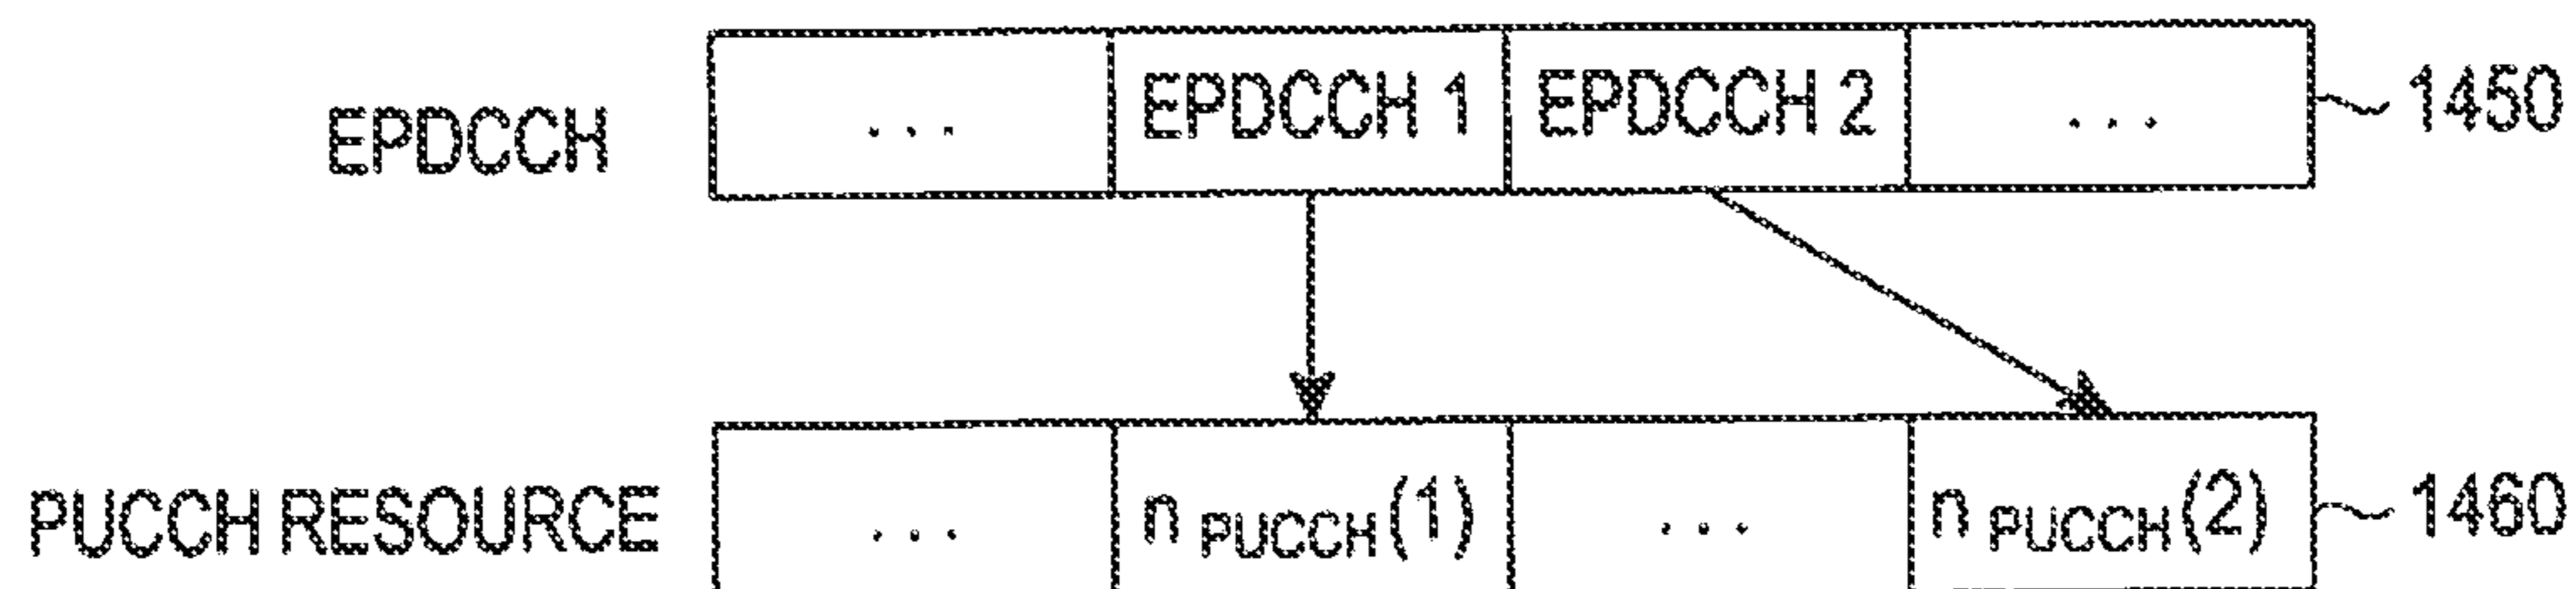 EPDCCH ... EPDCCH 1 EPDCCH 2 ... 1450
PUCCH RESOURCE ... n PUCCH(1) ... n PUCCH(2) 1460